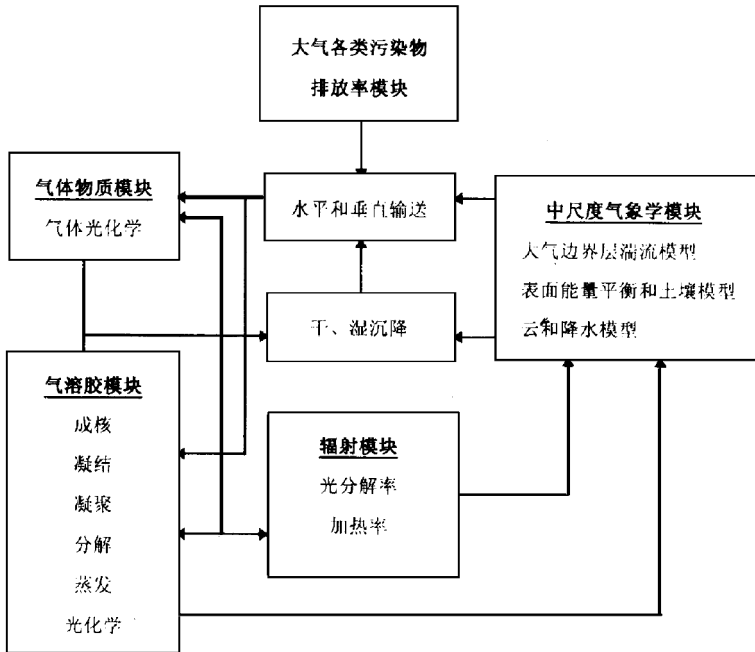 大气各类污染物
排放率模块
气体物质模块
气体光化学
水平和垂直输送
中尺度气象学模块
大气边界层湍流模型
表面能量平衡和土壤模型
云和降水模型
干、湿沉降
气溶胶模块
成核
凝结
凝聚
分解
蒸发
光化学
辐射模块
光分解率
加热率